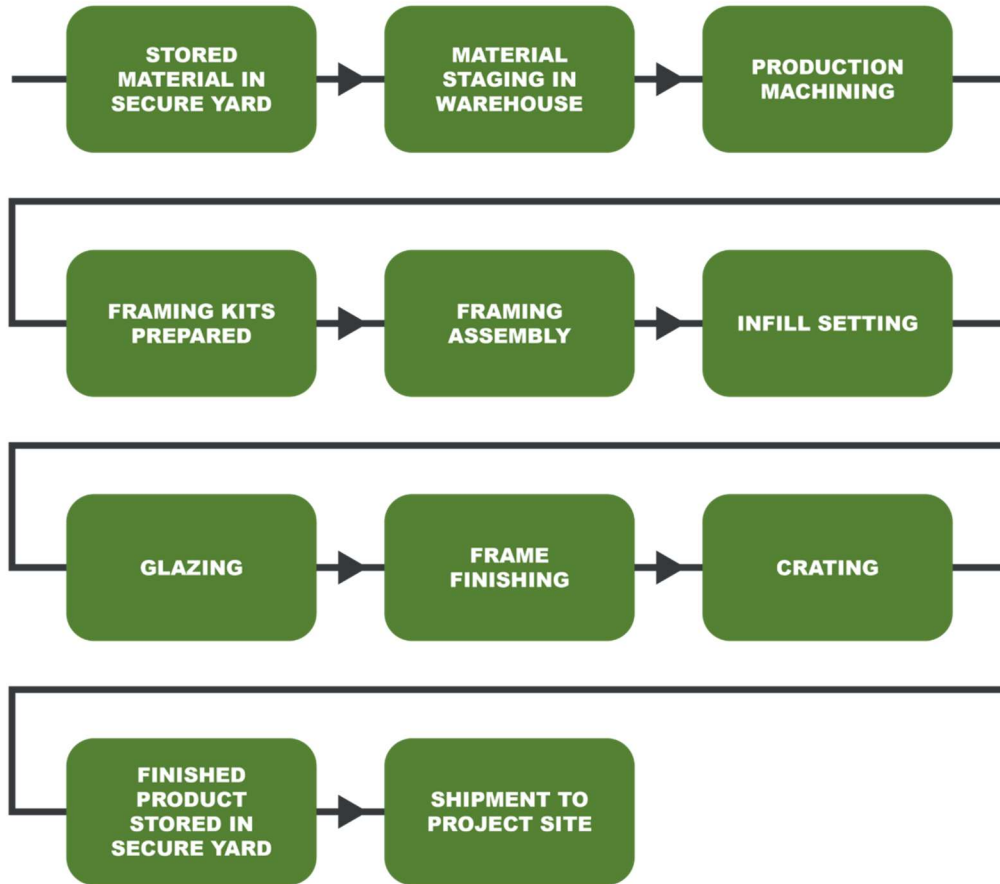 STORED
MATERIAL IN
SECURE YARD
MATERIAL
STAGING IN
WAREHOUSE
PRODUCTION
MACHINING
FRAMING KITS
PREPARED
FRAMING
ASSEMBLY
INFILL SETTING
GLAZING
FRAME
FINISHING
CRATING
FINISHED
PRODUCT
STORED IN
SECURE YARD
SHIPMENT TO
PROJECT SITE